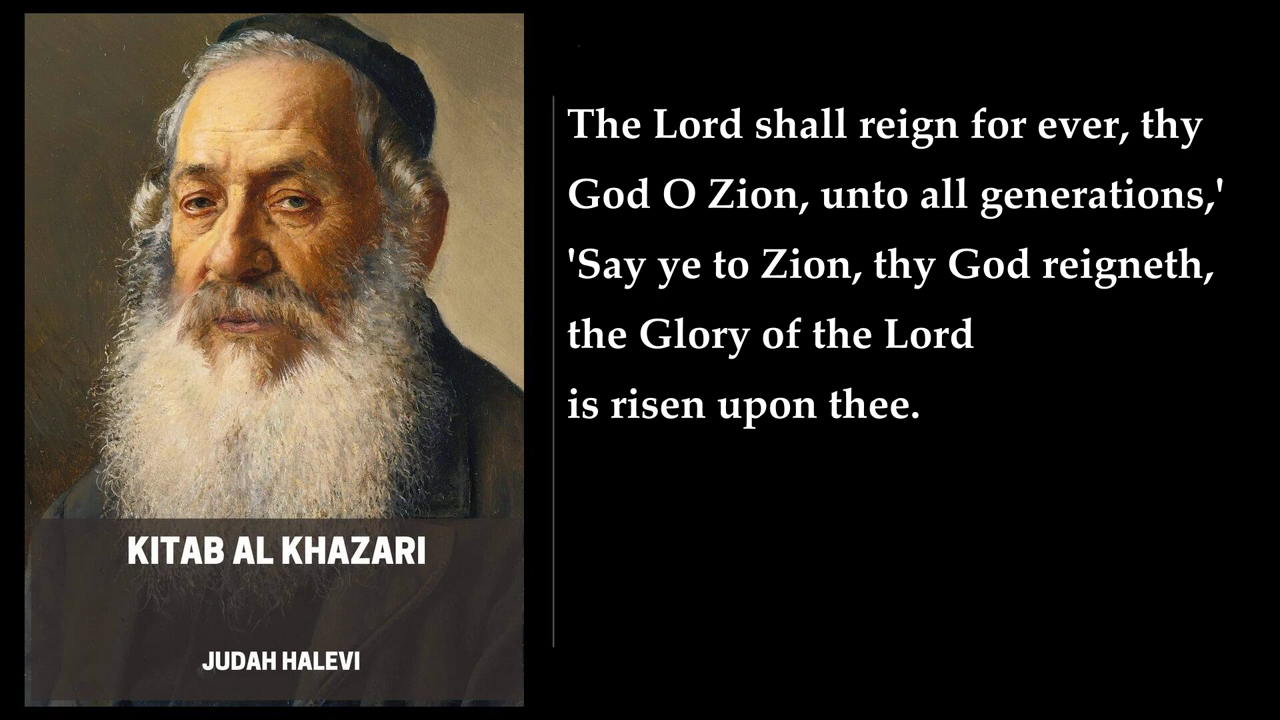 The Lord shall reign for ever, thy
God O Zion, unto all generations,'
'Say ye to Zion, thy God reigneth,
the Glory of the Lord
is risen upon thee.
KITAB AL KHAZARI
JUDAH HALEVI